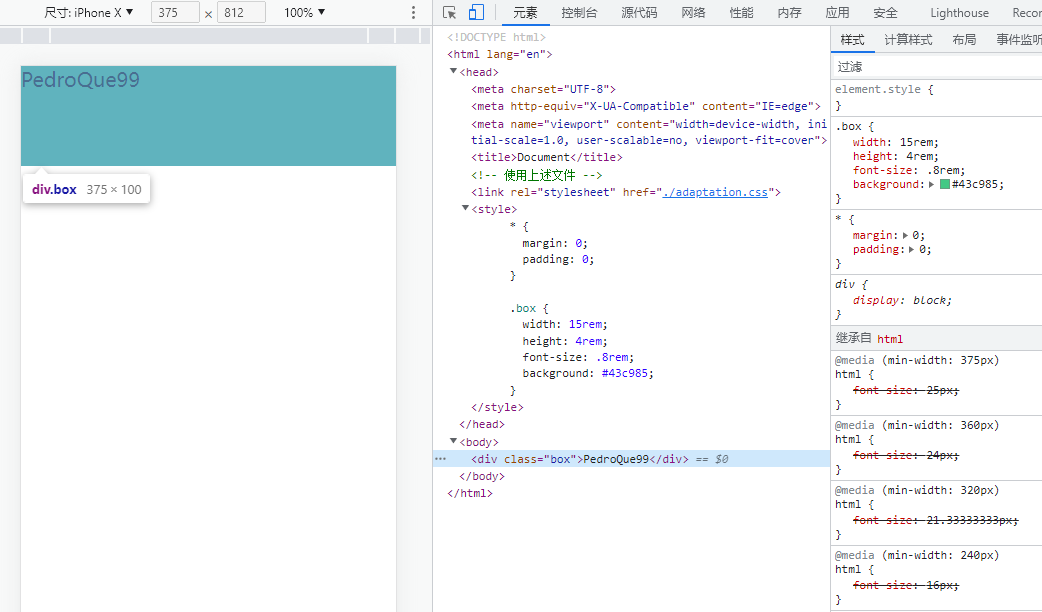 尺寸: iPhone X ▼ 375 × 812 100% ▼
PedroQue99
div.box 375 × 100
元素 控制台 源代码 网络 性能 内存 应用 安全 Lighthouse Recor
<!DOCTYPE html>
<html lang="en">
<head>
<meta charset="UTF-8">
<meta http-equiv="X-UA-Compatible" content="IE=edge">
<meta name="viewport" content="width=device-width, ini
tial-scale=1.0, user-scalable=no, viewport-fit=cover">
<title>Document</title>
<!-- 使用上述文件 -->
<link rel="stylesheet" href="./adaptation.css">
<style>
* {
margin: 0;
padding: 0;
}
.box {
width: 15rem;
height: 4rem;
font-size: .8rem;
background: #43c985;
}
</style>
</head>
<body>
<div class="box">PedroQue99</div> == $0
</body>
</html>
样式 计算样式 布局 事件监听
过滤
element.style {
}
.box {
width: 15rem;
height: 4rem;
font-size: .8rem;
background: #43c985;
}
* {
margin: 0;
padding: 0;
}
div {
display: block;
}
继承自 html
@media (min-width: 375px)
html {
font-size: 25px;
}
@media (min-width: 360px)
html {
font-size: 24px;
}
@media (min-width: 320px)
html {
font-size: 21.33333333px;
}
@media (min-width: 240px)
html {
font-size: 16px;
}